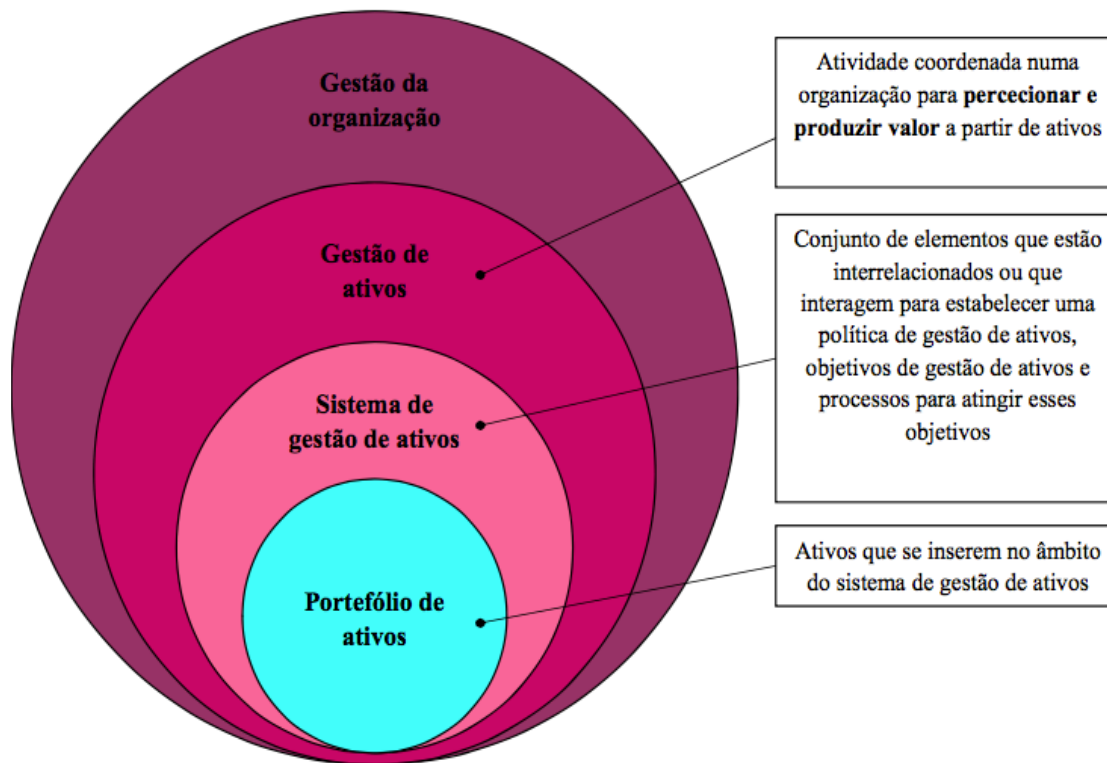 Gestão da
organização
Gestão de
ativos
Sistema de
gestão de ativos
Portefólio de
ativos
Atividade coordenada numa
organização para percecionar e
produzir valor a partir de ativos
Conjunto de elementos que estão
interrelacionados ou que
interagem para estabelecer uma
política de gestão de ativos,
objetivos de gestão de ativos e
processos para atingir esses
objetivos
Ativos que se inserem no âmbito
do sistema de gestão de ativos